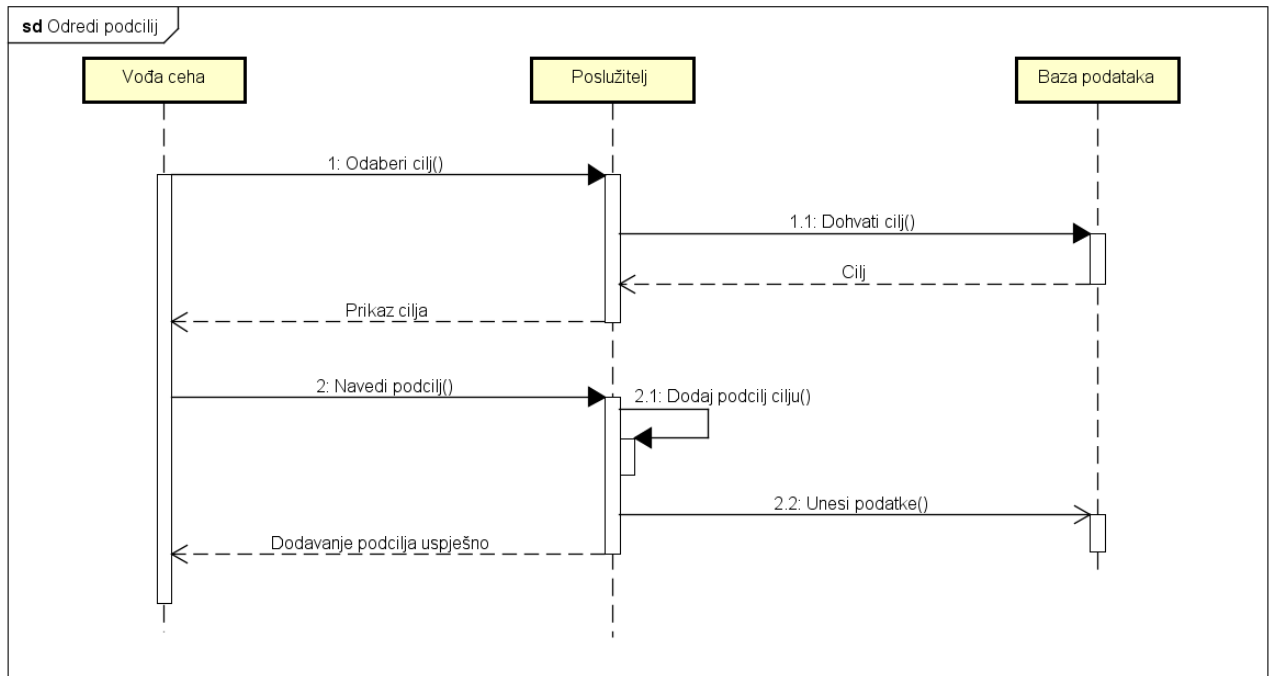 sd Odredi podcilij
Vođa ceha
Poslužitelj
Baza podataka
1: Odaberi cilj()
1.1: Dohvati cilj()
Cilj
Prikaz cilja
2: Navedi podcilj()
2.1: Dodaj podcilj cilju()
2.2: Unesi podatke()
Dodavanje podcilja uspješno